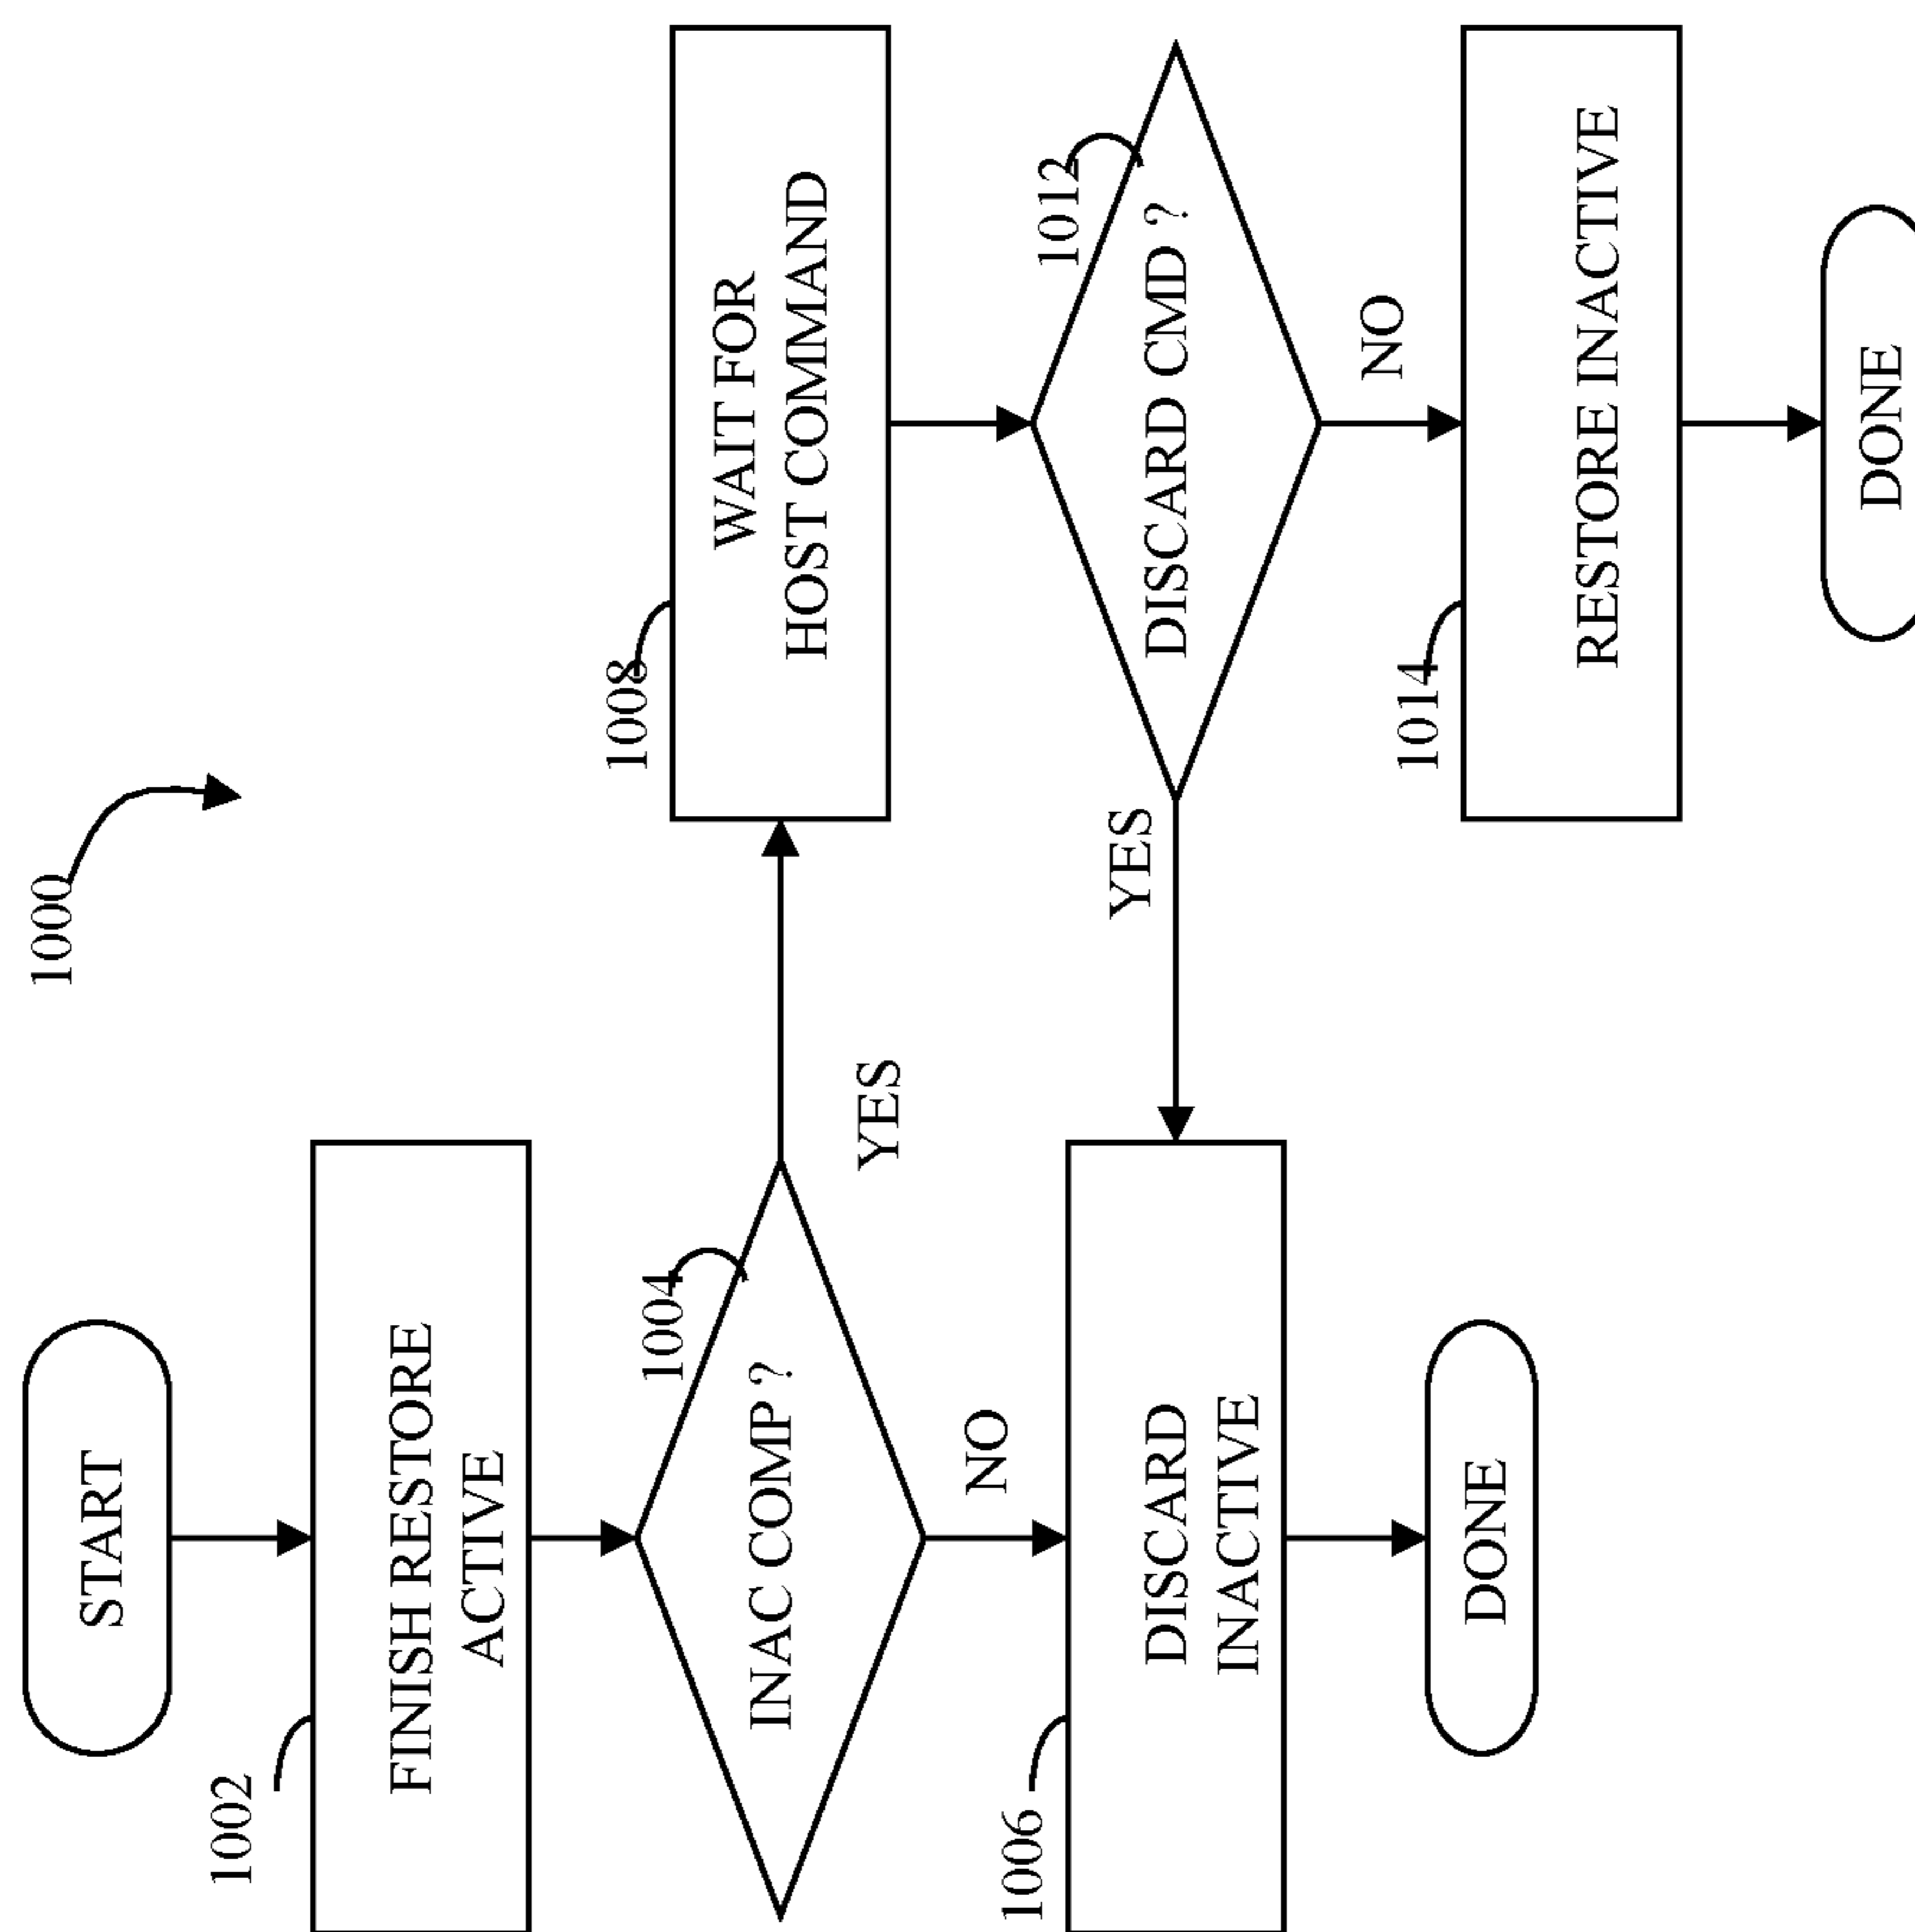 1000
START
1002
FINISH RESTORE
ACTIVE
1004
INAC COMP ?
YES
NO
1008
WAIT FOR
HOST COMMAND
1012
DISCARD CMD ?
YES
NO
1006
DISCARD
INACTIVE
DONE
1014
RESTORE INACTIVE
DONE